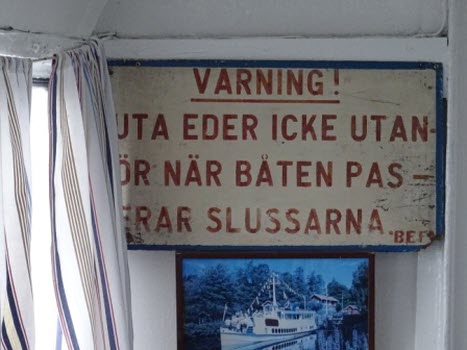 VARNING!
UTA EDER ICKE UTAN-
ÖR NÄR BÅTEN PAS-
ERAR SLUSSARNA.
BEF